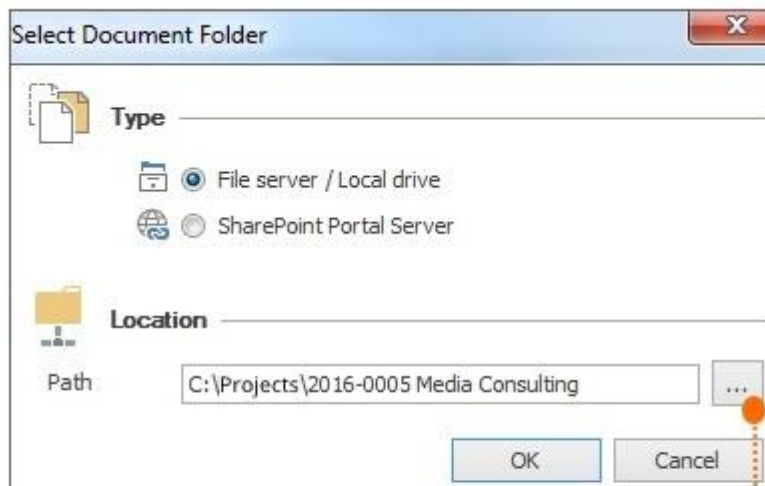 Select Document Folder
Type
File server / Local drive
SharePoint Portal Server
Location
Path C:\Projects\2016-0005 Media Consulting ...
OK Cancel